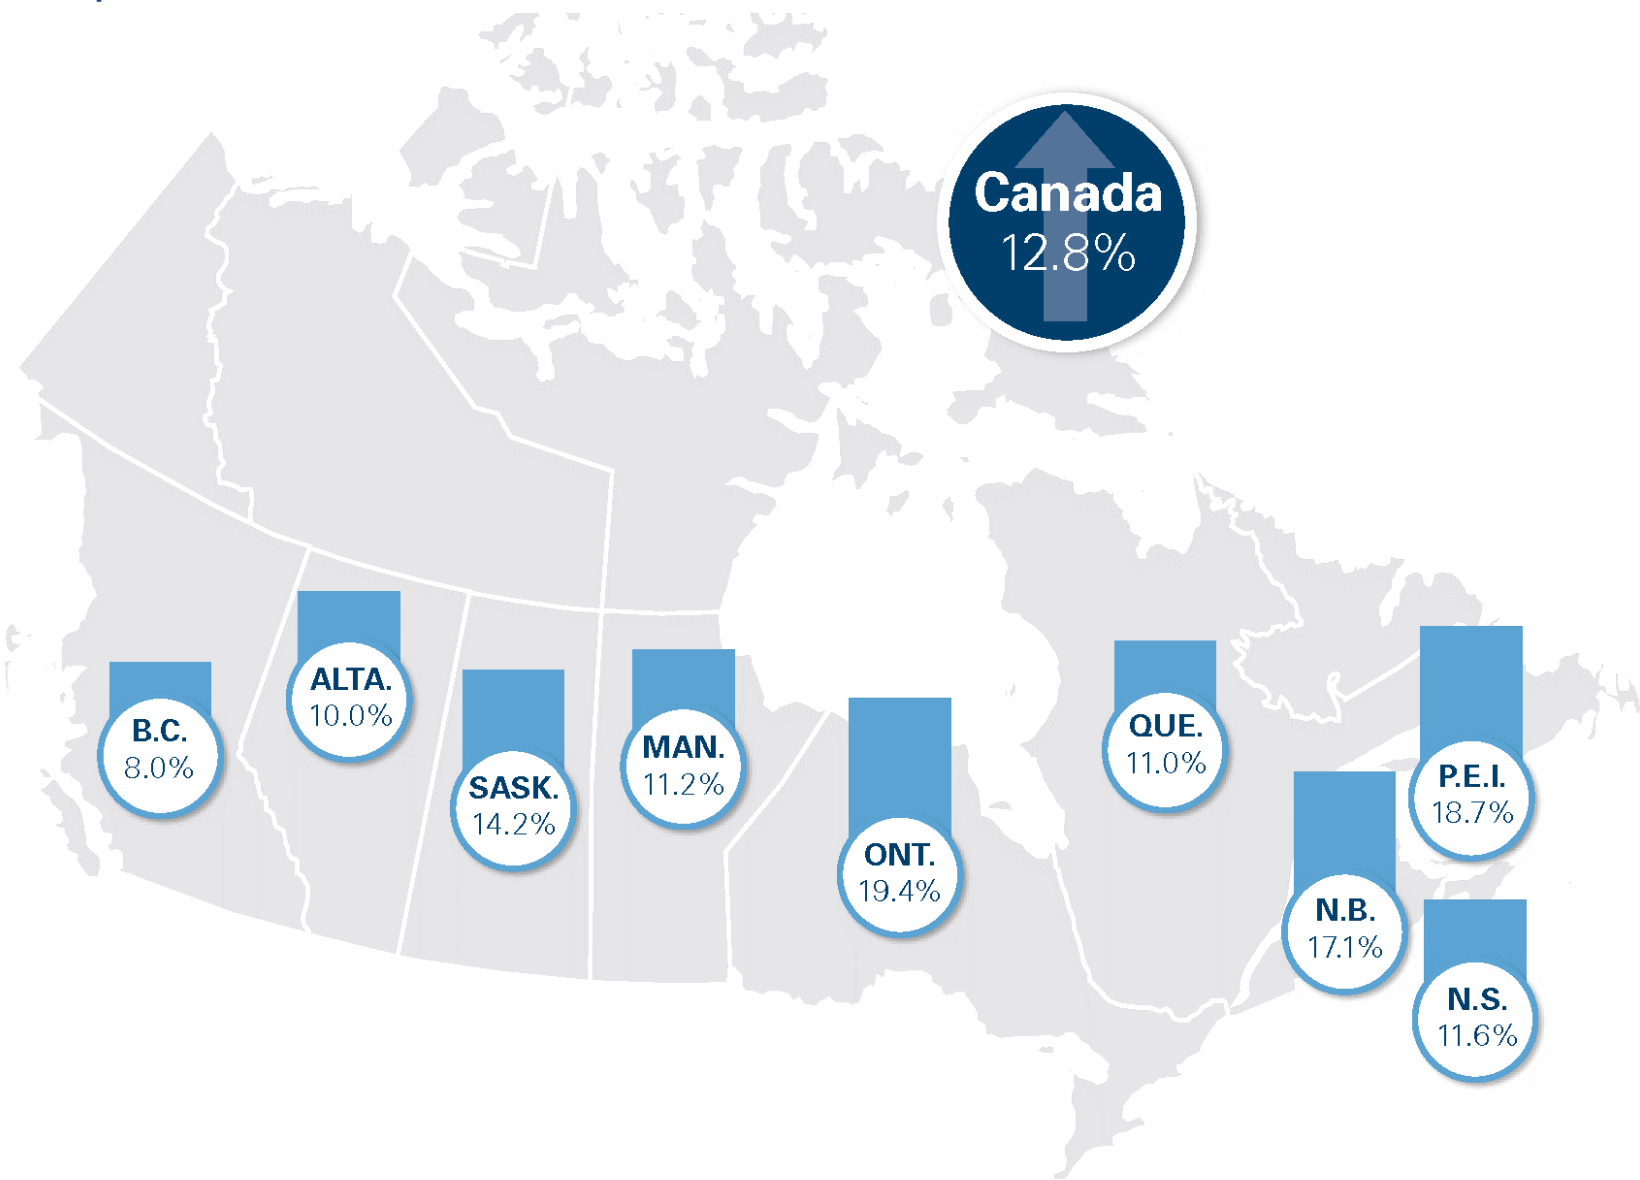 Canada
12.8%
ALTA.
10.0%
B.C.
8.0%
SASK.
14.2%
MAN.
11.2%
ONT.
19.4%
QUE.
11.0%
P.E.I.
18.7%
N.B.
17.1%
N.S.
11.6%